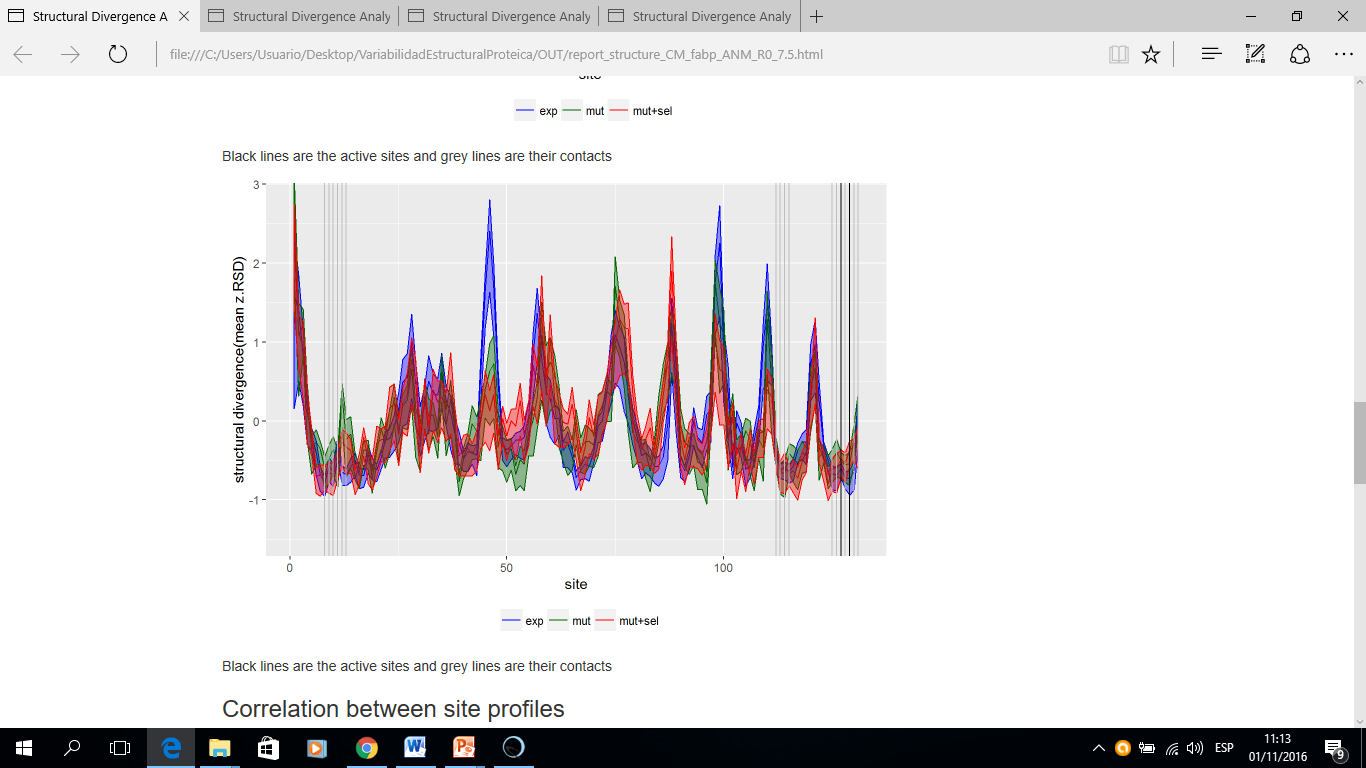 Structural Divergence A
Structural Divergence Analy
Structural Divergence Analy
Structural Divergence Analy
file:///C:/Users/Usuario/Desktop/VariabilidadEstructuralProteica/OUT/report_structure_CM_fabp_ANM_R0_7.5.html
site
exp mut mut+sel
Black lines are the active sites and grey lines are their contacts
structural divergence(mean z.RSD)
3
2
1
0
-1
0 50 100
site
exp mut mut+sel
Black lines are the active sites and grey lines are their contacts
Correlation between site profiles
ESP
11:13
01/11/2016
9